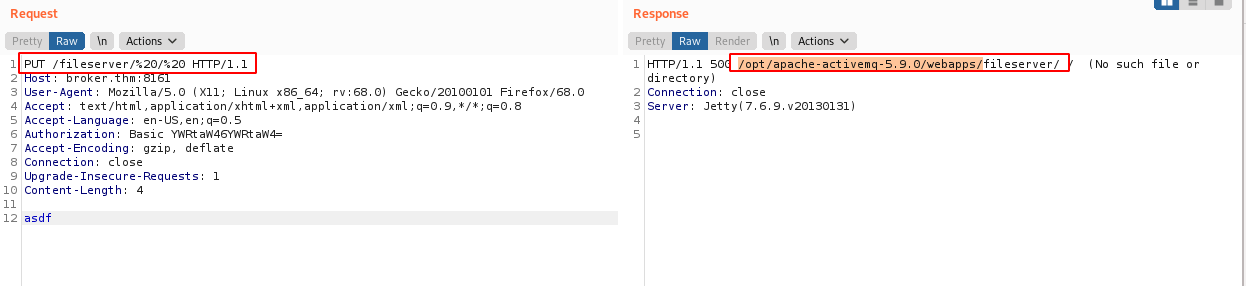 Request
Pretty Raw \n Actions
1 PUT /fileserver/%20/%20 HTTP/1.1
2 Host: broker.thm:8161
3 User-Agent: Mozilla/5.0 (X11; Linux x86_64; rv:68.0) Gecko/20100101 Firefox/68.0
4 Accept: text/html,application/xhtml+xml,application/xml;q=0.9,*/*;q=0.8
5 Accept-Language: en-US,en;q=0.5
6 Authorization: Basic YWRtaW46YWRtaW4=
7 Accept-Encoding: gzip, deflate
8 Connection: close
9 Upgrade-Insecure-Requests: 1
10 Content-Length: 4
11
12 asdf
Response
Pretty Raw Render \n Actions
1 HTTP/1.1 500 /opt/apache-activemq-5.9.0/webapps/fileserver/ / (No such file or
directory)
2 Connection: close
3 Server: Jetty(7.6.9.v20130131)
4
5